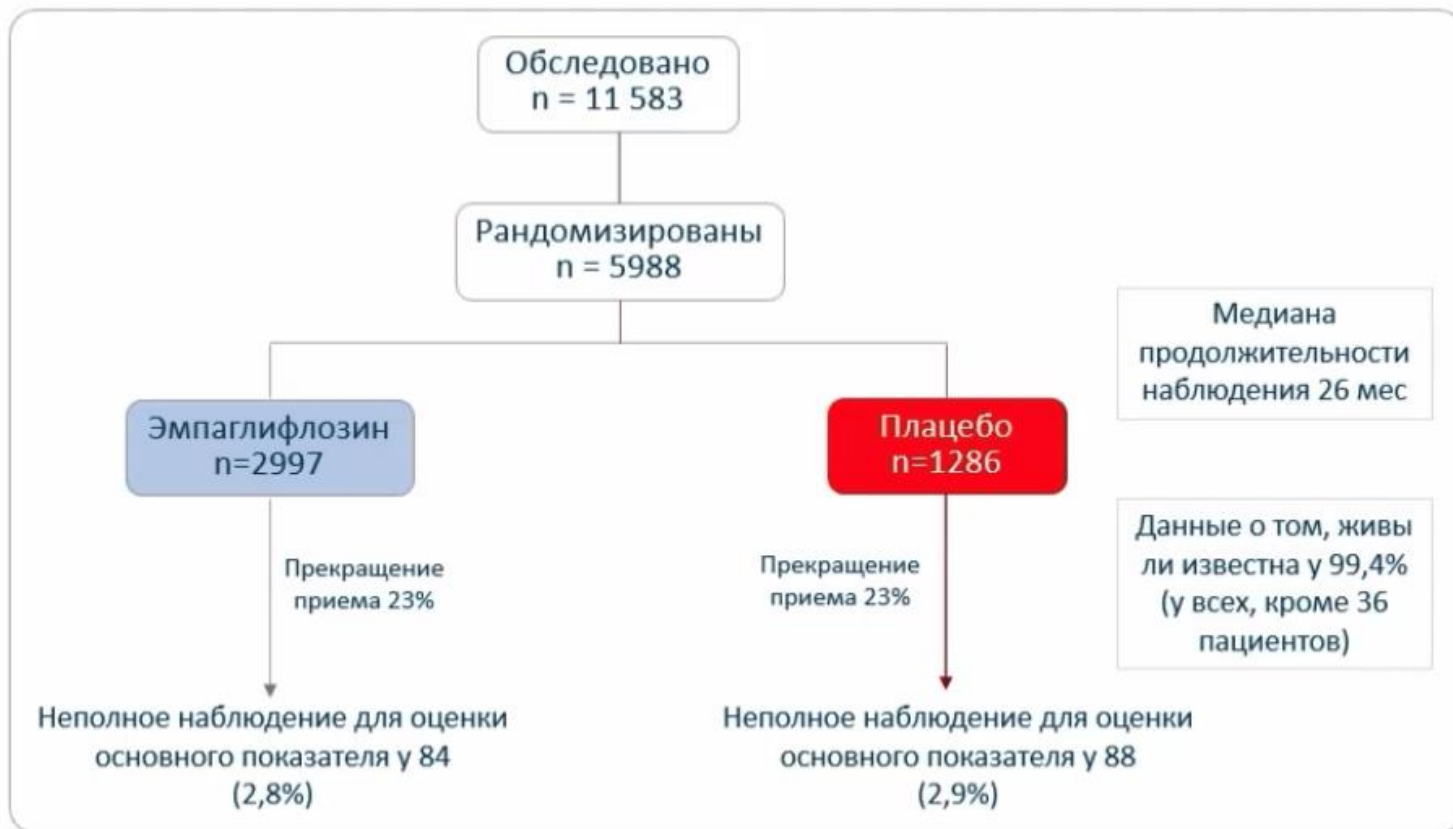 Обследовано
n = 11 583
Рандомизированы
n = 5988
Медиана
продолжительности
наблюдения 26 мес
Эмпаглифлозин
n=2997
Плацебо
n=1286
Данные о том, живы
ли известна у 99,4%
(у всех, кроме 36
пациентов)
Прекращение
приема 23%
Прекращение
приема 23%
Неполное наблюдение для оценки
основного показателя у 84
(2,8%)
Неполное наблюдение для оценки
основного показателя у 88
(2,9%)